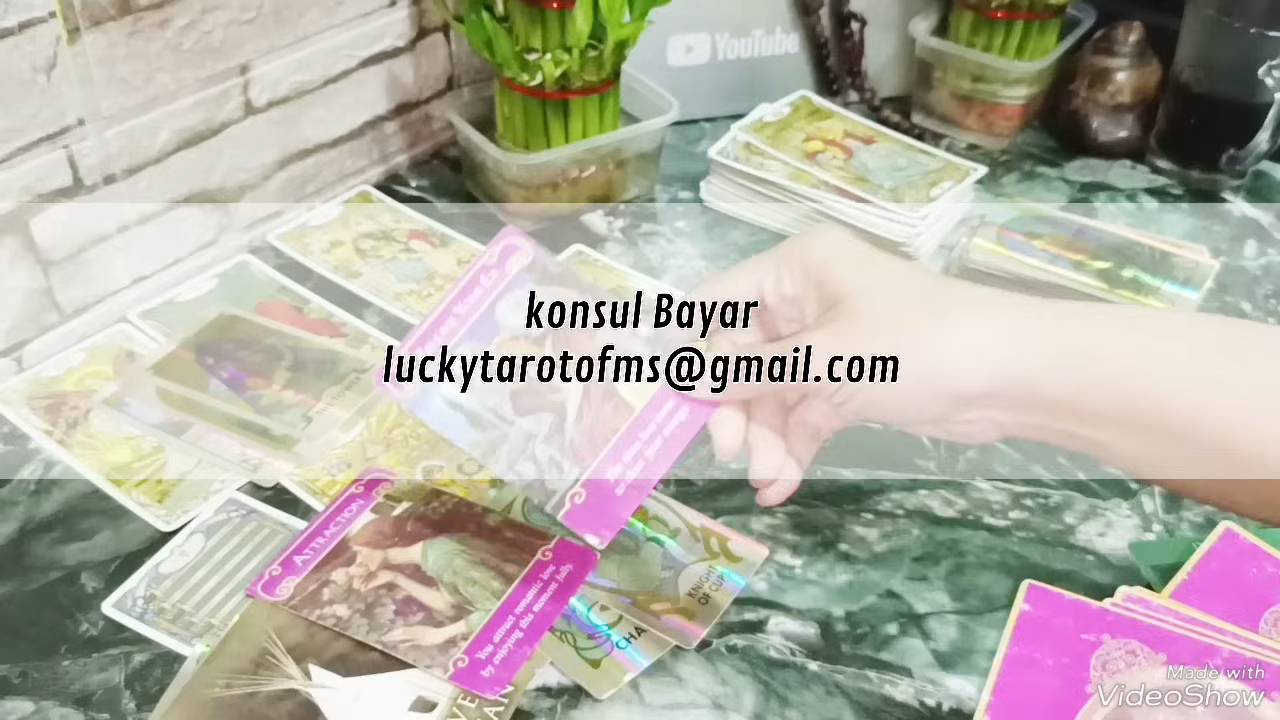 YouTube
konsul Bayar
luckytarotofms@gmail.com
ATTRACTION
You attract romantic love
by enjoying this moment fully.
KNIGHT
OF CUPS
Made with
VideoShow